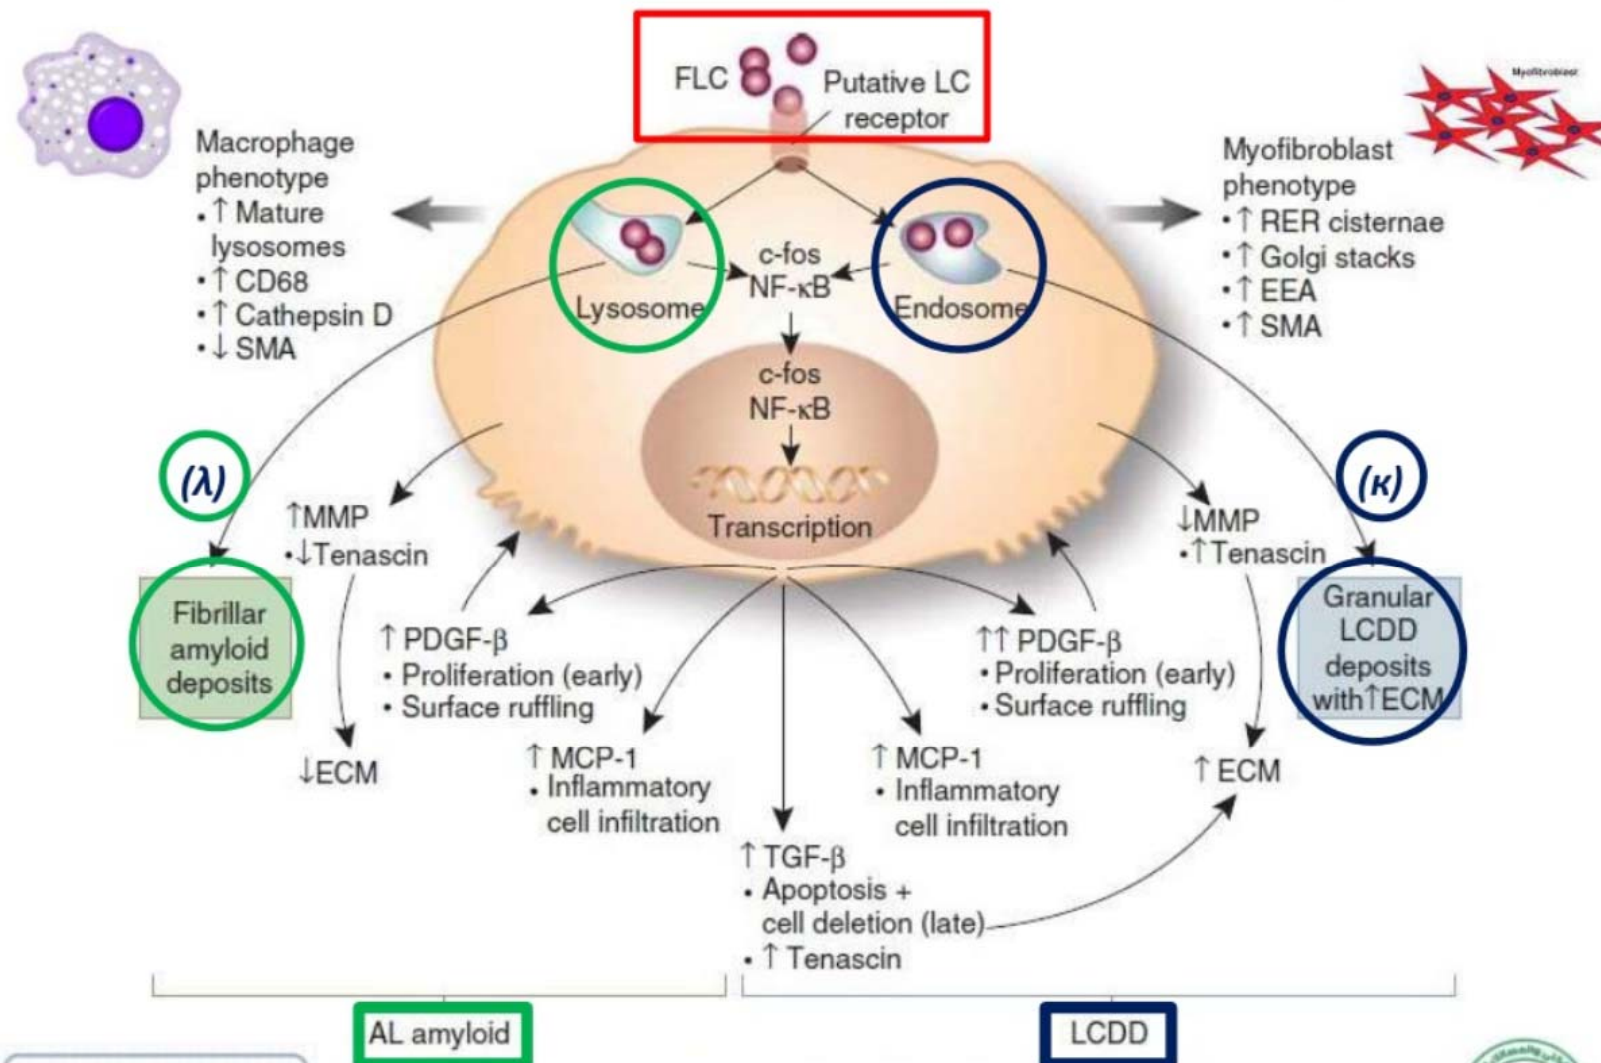 FLC
Putative LC
receptor
Macrophage
phenotype
• ↑ Mature
lysosomes
• ↑ CD68
• ↑ Cathepsin D
• ↓ SMA
Myofibroblast
Myofibroblast
phenotype
• ↑ RER cisternae
• ↑ Golgi stacks
• ↑ EEA
• ↑ SMA
Lysosome
c-fos
NF-κB
Endosome
c-fos
NF-κB
Transcription
(λ)
(κ)
↑MMP
•↓Tenascin
↓MMP
•↑Tenascin
Fibrillar
amyloid
deposits
Granular
LCDD
deposits
with↑ECM
↑ PDGF-β
• Proliferation (early)
• Surface ruffling
↑↑ PDGF-β
• Proliferation (early)
• Surface ruffling
↓ECM
↑ MCP-1
• Inflammatory
cell infiltration
↑ MCP-1
• Inflammatory
cell infiltration
↑ ECM
↑ TGF-β
• Apoptosis +
cell deletion (late)
• ↑ Tenascin
AL amyloid
LCDD